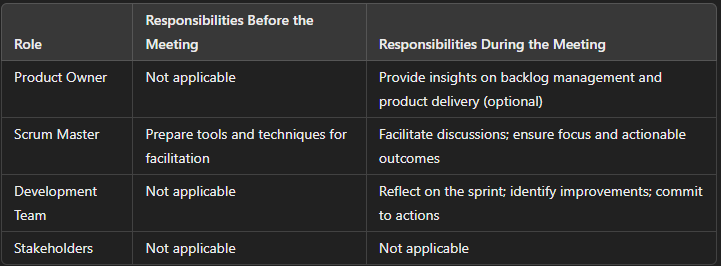 Role
Responsibilities Before the
Meeting
Responsibilities During the Meeting
Product Owner
Not applicable
Provide insights on backlog management and
product delivery (optional)
Scrum Master
Prepare tools and techniques for
facilitation
Facilitate discussions; ensure focus and actionable
outcomes
Development
Team
Not applicable
Reflect on the sprint; identify improvements; commit
to actions
Stakeholders
Not applicable
Not applicable